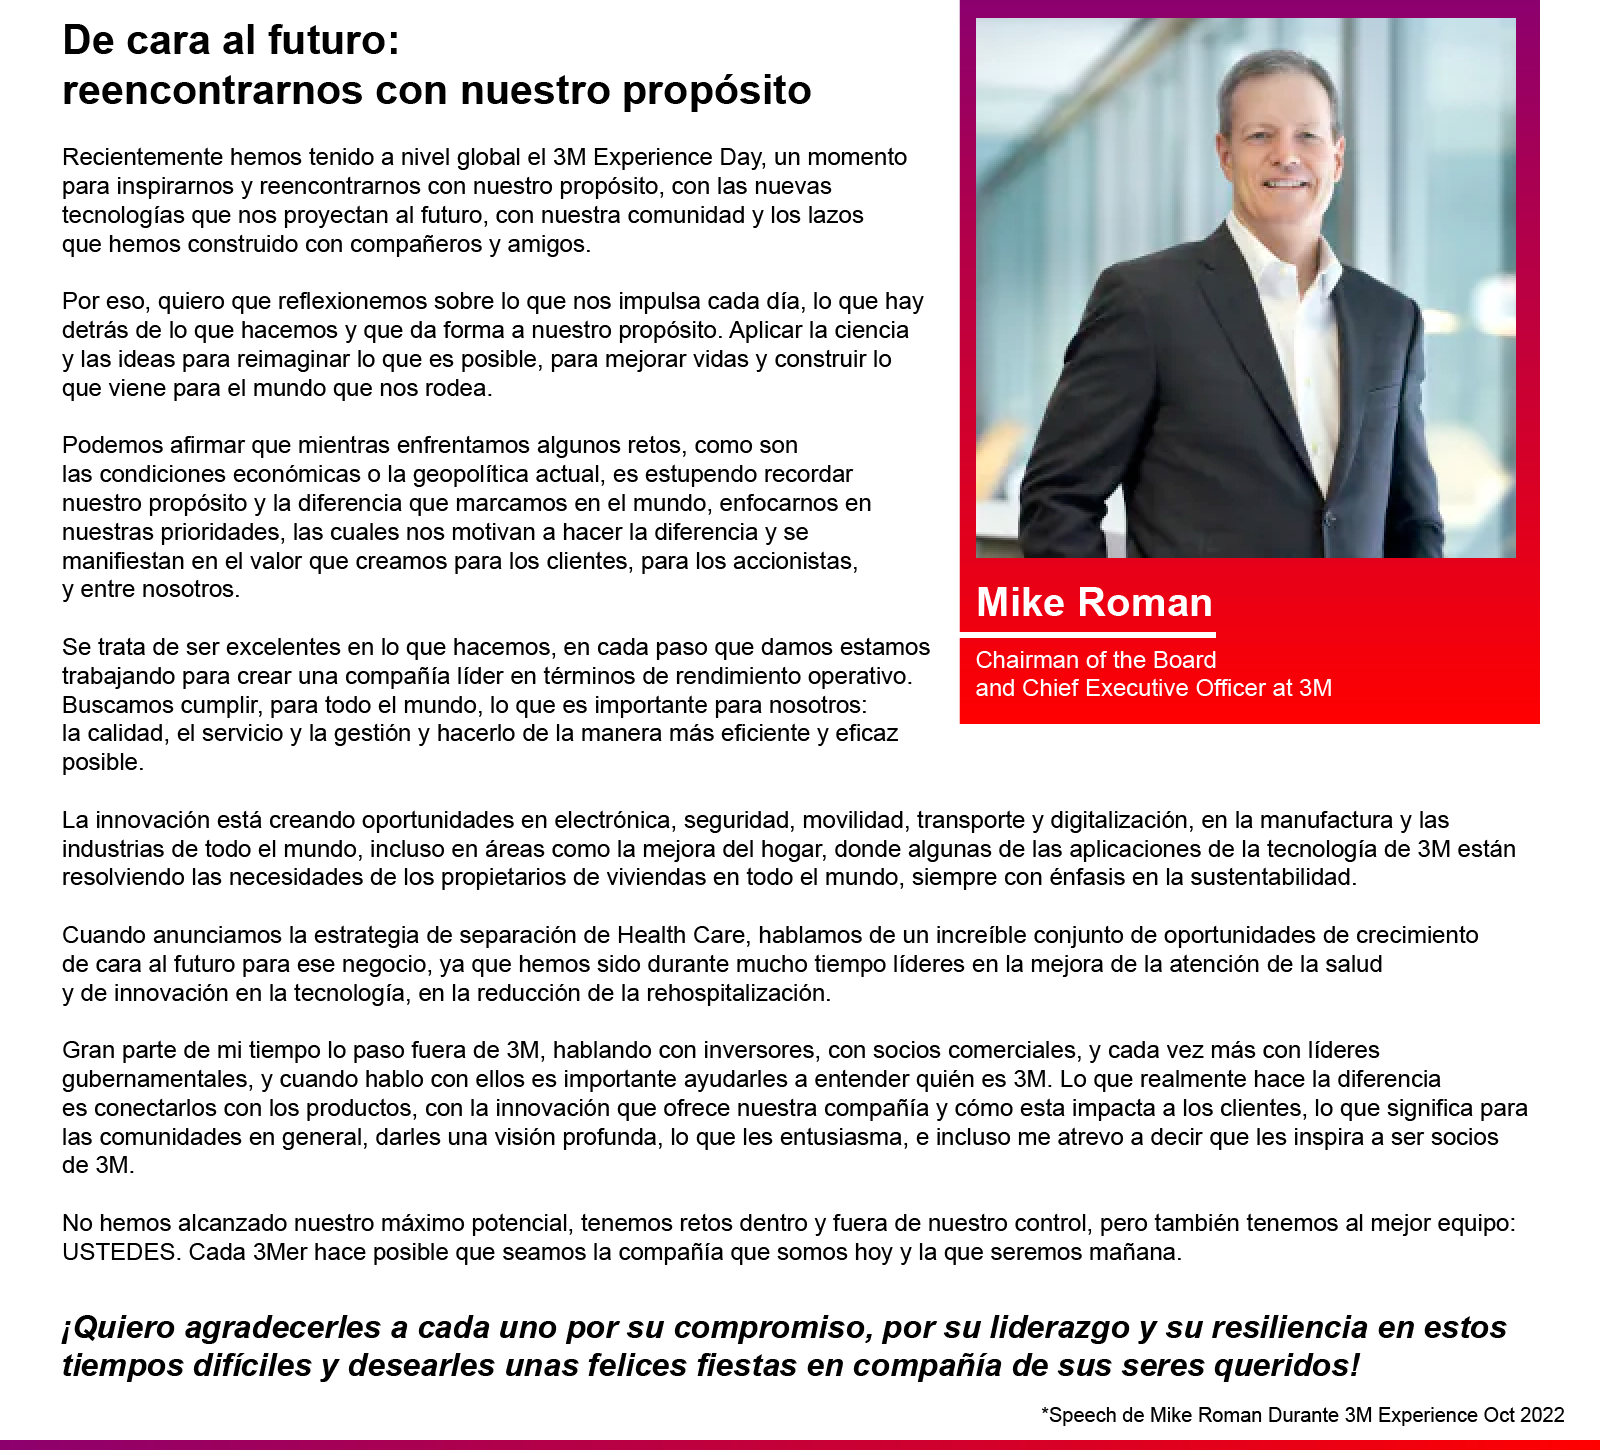 De cara al futuro:
reencontrarnos con nuestro propósito
Recientemente hemos tenido a nivel global el 3M Experience Day, un momento
para inspirarnos y reencontrarnos con nuestro propósito, con las nuevas
tecnologías que nos proyectan al futuro, con nuestra comunidad y los lazos
que hemos construido con compañeros y amigos.
Por eso, quiero que reflexionemos sobre lo que nos impulsa cada día, lo que hay
detrás de lo que hacemos y que da forma a nuestro propósito. Aplicar la ciencia
y las ideas para reimaginar lo que es posible, para mejorar vidas y construir lo
que viene para el mundo que nos rodea.
Podemos afirmar que mientras enfrentamos algunos retos, como son
las condiciones económicas o la geopolítica actual, es estupendo recordar
nuestro propósito y la diferencia que marcamos en el mundo, enfocarnos en
nuestras prioridades, las cuales nos motivan a hacer la diferencia y se
manifiestan en el valor que creamos para los clientes, para los accionistas,
y entre nosotros.
Se trata de ser excelentes en lo que hacemos, en cada paso que damos estamos
trabajando para crear una compañía líder en términos de rendimiento operativo.
Buscamos cumplir, para todo el mundo, lo que es importante para nosotros:
la calidad, el servicio y la gestión y hacerlo de la manera más eficiente y eficaz
posible.
Mike Roman
Chairman of the Board
and Chief Executive Officer at 3M
La innovación está creando oportunidades en electrónica, seguridad, movilidad, transporte y digitalización, en la manufactura y las
industrias de todo el mundo, incluso en áreas como la mejora del hogar, donde algunas de las aplicaciones de la tecnología de 3M están
resolviendo las necesidades de los propietarios de viviendas en todo el mundo, siempre con énfasis en la sustentabilidad.
Cuando anunciamos la estrategia de separación de Health Care, hablamos de un increíble conjunto de oportunidades de crecimiento
de cara al futuro para ese negocio, ya que hemos sido durante mucho tiempo líderes en la mejora de la atención de la salud
y de innovación en la tecnología, en la reducción de la rehospitalización.
Gran parte de mi tiempo lo paso fuera de 3M, hablando con inversores, con socios comerciales, y cada vez más con líderes
gubernamentales, y cuando hablo con ellos es importante ayudarles a entender quién es 3M. Lo que realmente hace la diferencia
es conectarlos con los productos, con la innovación que ofrece nuestra compañía y cómo esta impacta a los clientes, lo que significa para
las comunidades en general, darles una visión profunda, lo que les entusiasma, e incluso me atrevo a decir que les inspira a ser socios
de 3M.
No hemos alcanzado nuestro máximo potencial, tenemos retos dentro y fuera de nuestro control, pero también tenemos al mejor equipo:
USTEDES. Cada 3Mer hace posible que seamos la compañía que somos hoy y la que seremos mañana.
¡Quiero agradecerles a cada uno por su compromiso, por su liderazgo y su resiliencia en estos
tiempos difíciles y desearles unas felices fiestas en compañía de sus seres queridos!
*Speech de Mike Roman Durante 3M Experience Oct 2022